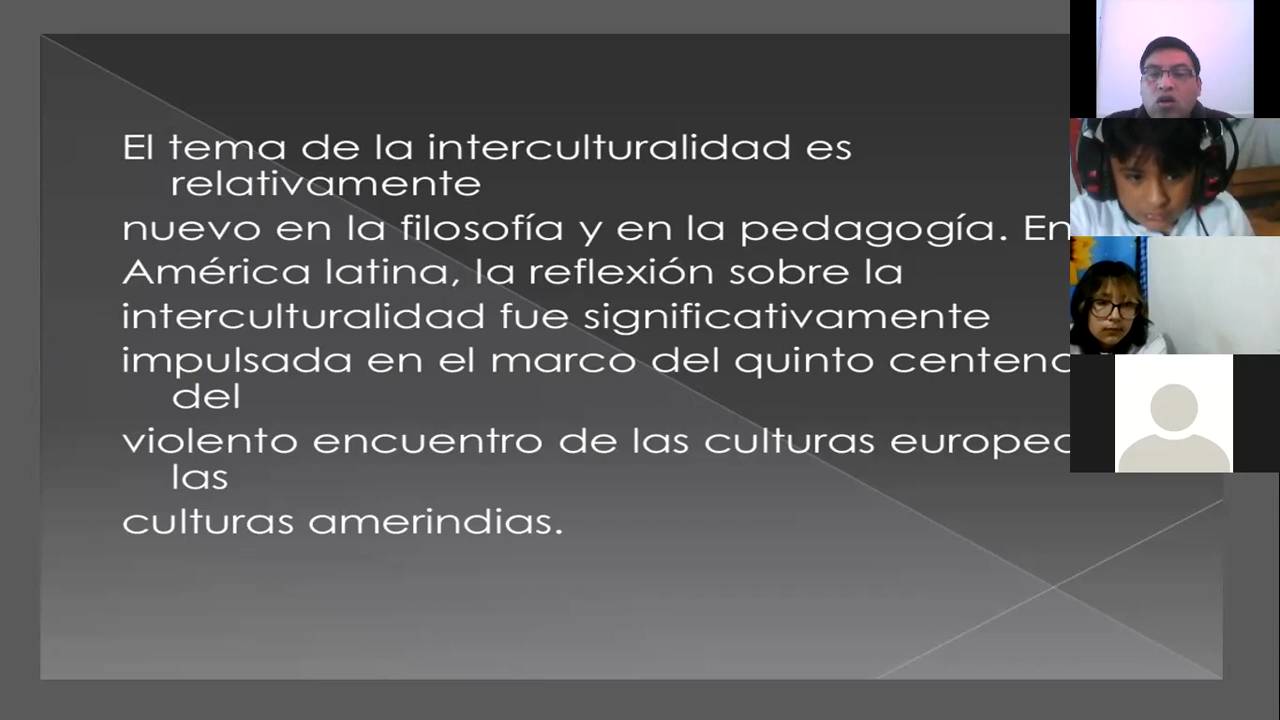 El tema de la interculturalidad es
relativamente
nuevo en la filosofía y en la pedagogía. En
América latina, la reflexión sobre la
interculturalidad fue significativamente
impulsada en el marco del quinto
del
violento encuentro de las culturas
las
culturas amerindias.